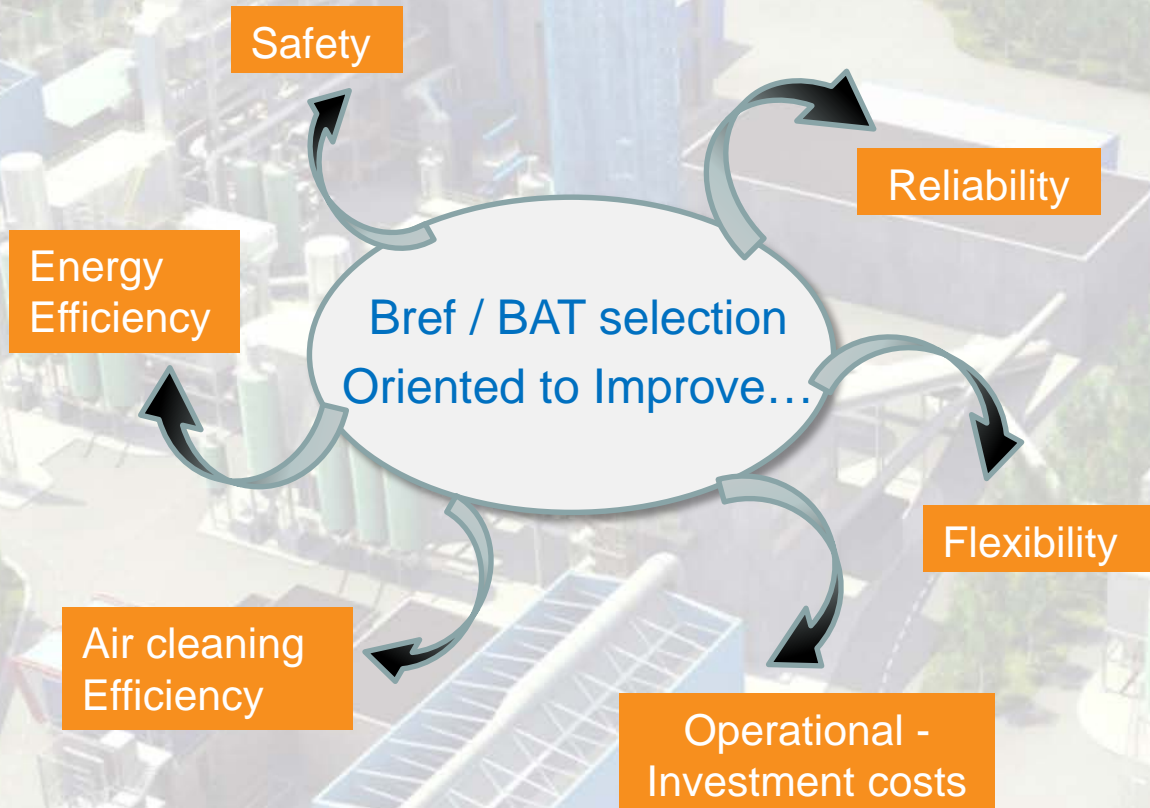 Safety
Reliability
Energy
Efficiency
Bref / BAT selection
Oriented to Improve…
Flexibility
Air cleaning
Efficiency
Operational -
Investment costs